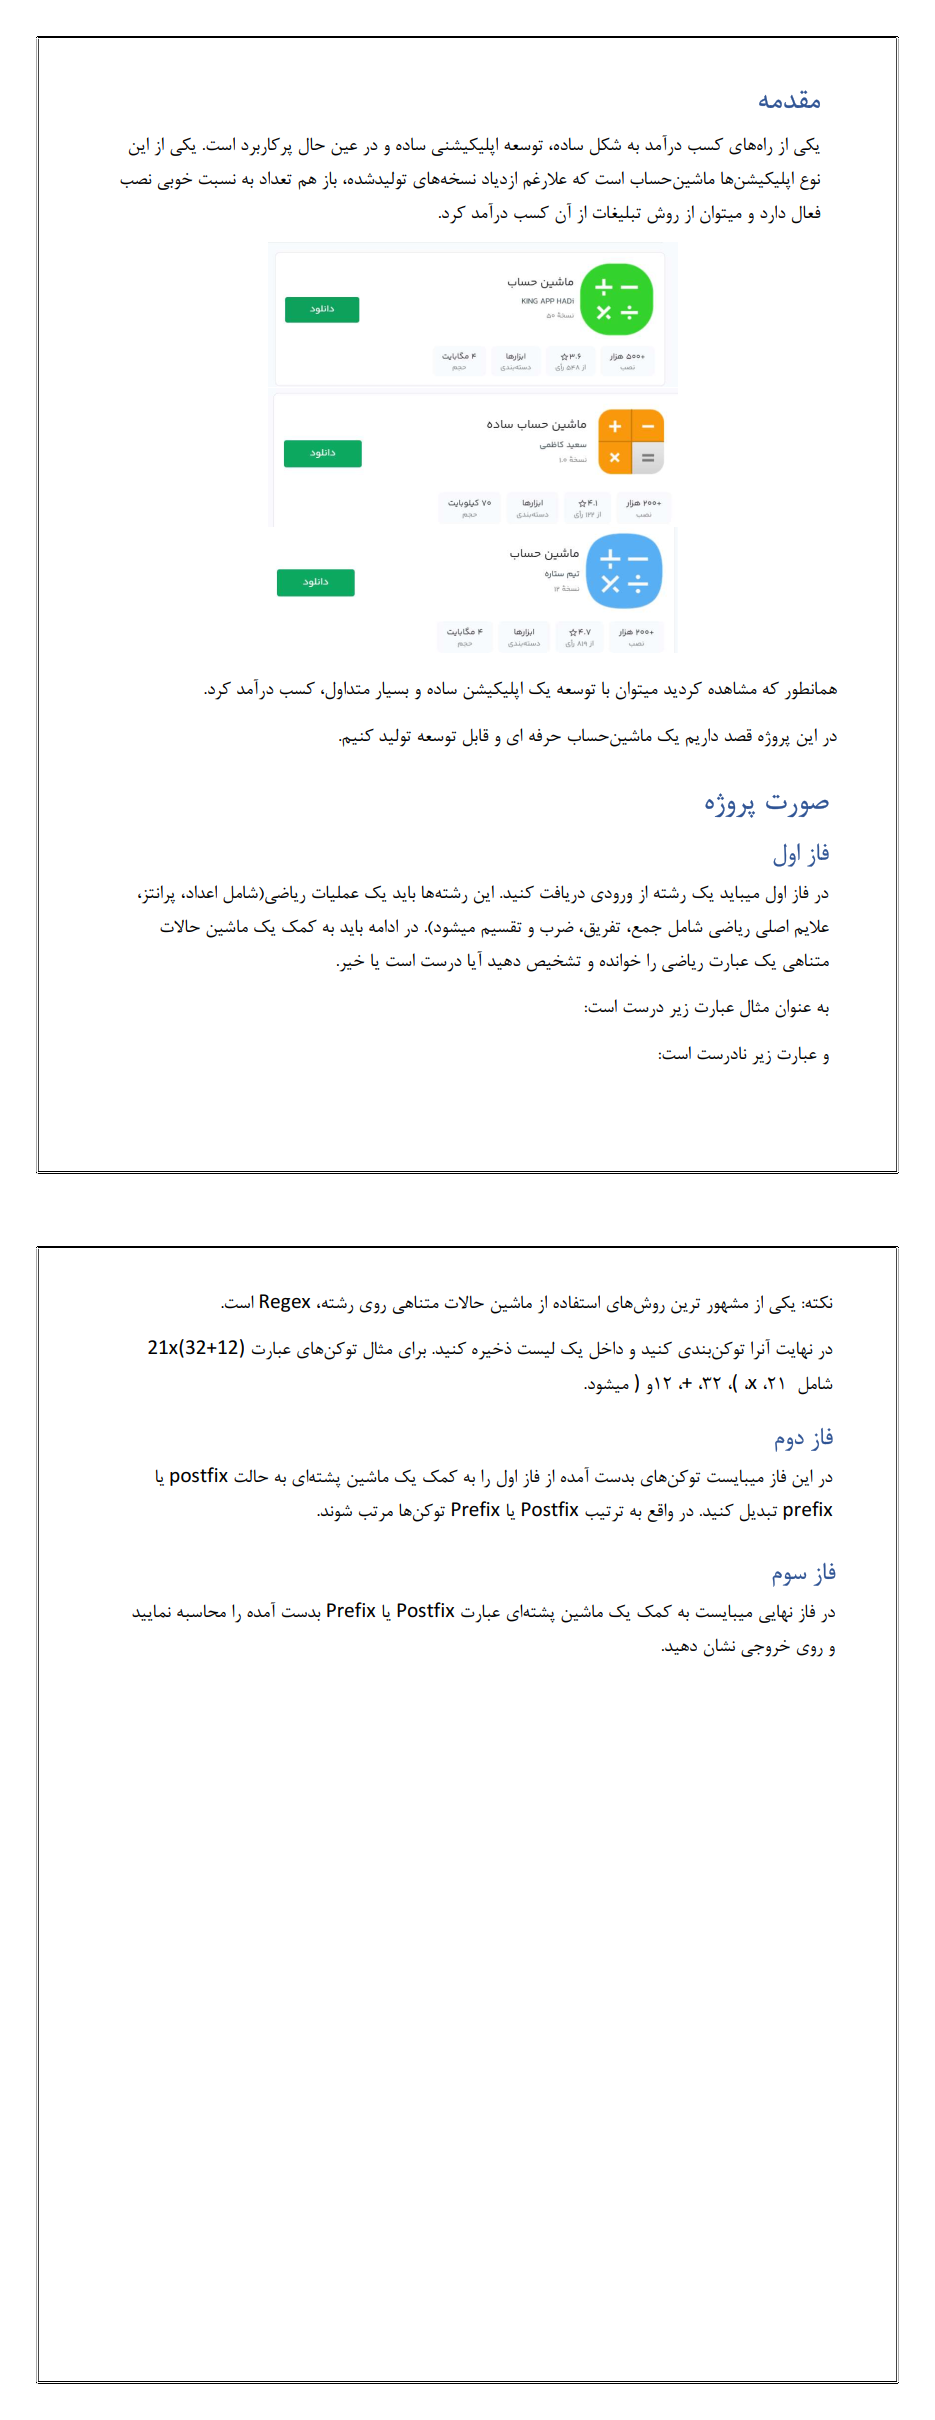 مقدمه
یکی از راه‌های کسب درآمد به شکل ساده، توسعه اپلیکیشنی ساده و در عین حال پرکاربرد است. یکی از این
نوع اپلیکیشن‌ها ماشین‌حساب است که علارغم ازدیاد نسخه‌های تولیدشده، باز هم تعداد به نسبت خوبی نصب
فعال دارد و میتوان از روش تبلیغات از آن کسب درآمد کرد.
ماشین حساب
KING APP HADI
نسخهٔ ۵۰
دانلود
+۵۰۰ هزار ۳.۶☆ ابزارها ۴ مگابایت
نصب از ۵۴۸ رأی دسته‌بندی حجم
ماشین حساب ساده
سعید کاظمی
نسخهٔ ۱.۰
دانلود
+۲۰۰ هزار ۴.۱☆ ابزارها ۷۰ کیلوبایت
نصب از ۱۲۲ رأی دسته‌بندی حجم
ماشین حساب
تیم ستاره
نسخهٔ ۱۲
دانلود
+۲۰۰ هزار ۴.۷☆ ابزارها ۴ مگابایت
نصب از ۸۱۹ رأی دسته‌بندی حجم
همانطور که مشاهده کردید میتوان با توسعه یک اپلیکیشن ساده و بسیار متداول، کسب درآمد کرد.
در این پروژه قصد داریم یک ماشین‌حساب حرفه ای و قابل توسعه تولید کنیم.
صورت پروژه
فاز اول
در فاز اول میباید یک رشته از ورودی دریافت کنید. این رشته‌ها باید یک عملیات ریاضی(شامل اعداد، پرانتز،
علایم اصلی ریاضی شامل جمع، تفریق، ضرب و تقسیم میشود). در ادامه باید به کمک یک ماشین حالات
متناهی یک عبارت ریاضی را خوانده و تشخیص دهید آیا درست است یا خیر.
به عنوان مثال عبارت زیر درست است:
و عبارت زیر نادرست است:
نکته: یکی از مشهور ترین روش‌های استفاده از ماشین حالات متناهی روی رشته، Regex است.
در نهایت آنرا توکن‌بندی کنید و داخل یک لیست ذخیره کنید. برای مثال توکن‌های عبارت 21x(32+12)
شامل ۲۱، x، )، ۳۲، +، ۱۲و ( میشود.
فاز دوم
در این فاز میبایست توکن‌های بدست آمده از فاز اول را به کمک یک ماشین پشته‌ای به حالت postfix یا
prefix تبدیل کنید. در واقع به ترتیب Postfix یا Prefix توکن‌ها مرتب شوند.
فاز سوم
در فاز نهایی میبایست به کمک یک ماشین پشته‌ای عبارت Postfix یا Prefix بدست آمده را محاسبه نمایید
و روی خروجی نشان دهید.